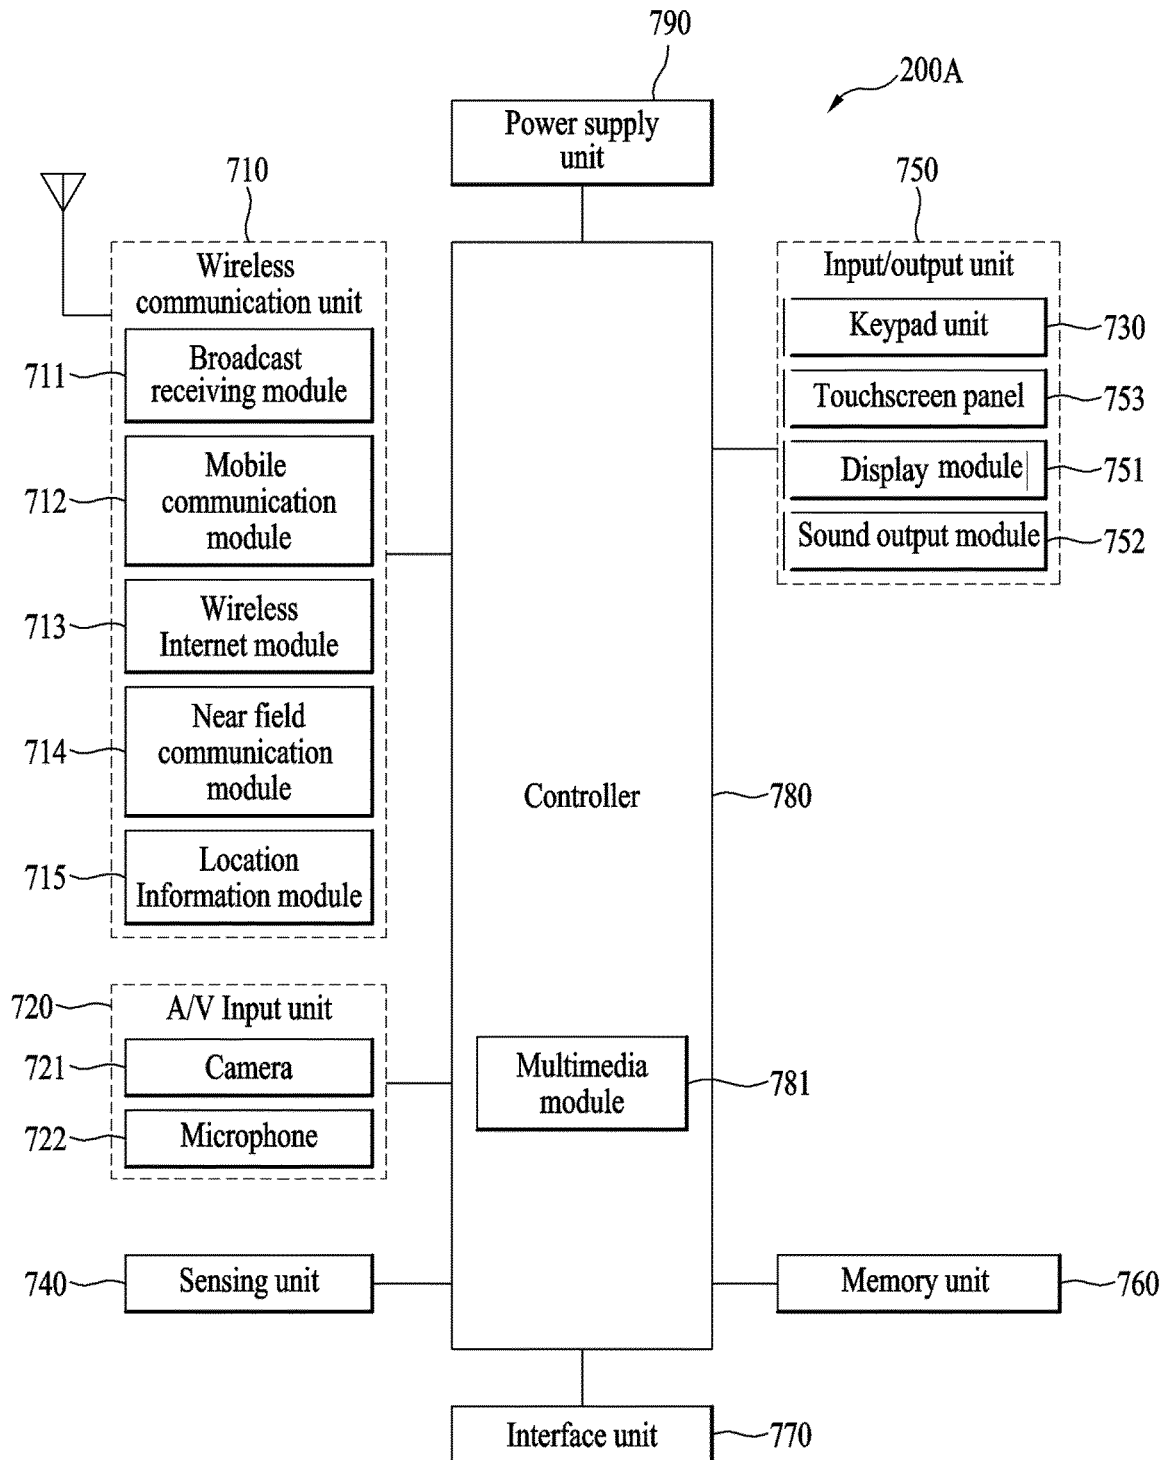 790
200A
Power supply
unit
710
750
Wireless
communication unit
Input/output unit
711
Broadcast
receiving module
Keypad unit
730
Touchscreen panel
753
712
Mobile
communication
module
Display module
751
Sound output module
752
713
Wireless
Internet module
714
Near field
communication
module
Controller
780
715
Location
Information module
720
A/V Input unit
721
Camera
Multimedia
module
781
722
Microphone
740
Sensing unit
Memory unit
760
Interface unit
770